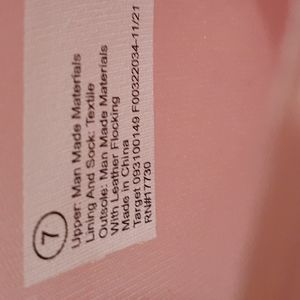 7
Upper: Man Made Materials
Lining And Sock: Textile
Outsole: Man Made Materials
With Leather Flocking
Made in China
Target 093100149 F00322034-11/21
RN#17730